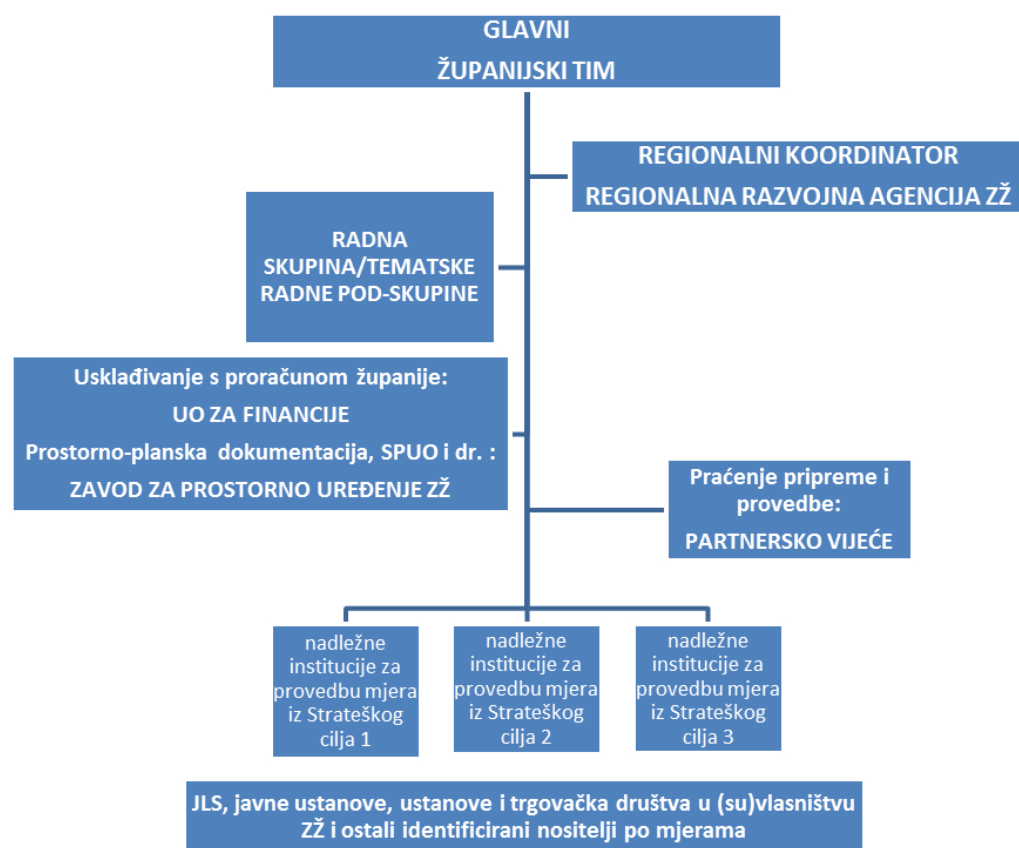 GLAVNI
ŽUPANIJSKI TIM
REGIONALNI KOORDINATOR
REGIONALNA RAZVOJNA AGENCIJA ZŽ
RADNA
SKUPINA/TEMATSKE
RADNE POD-SKUPINE
Usklađivanje s proračunom županije:
UO ZA FINANCIJE
Prostorno-planska dokumentacija, SPUO i dr. :
ZAVOD ZA PROSTORNO UREĐENJE ZŽ
Praćenje pripreme i
provedbe:
PARTNERSKO VIJEĆE
nadležne
institucije za
provedbu mjera
iz Strateškog
cilja 1
nadležne
institucije za
provedbu mjera
iz Strateškog
cilja 2
nadležne
institucije za
provedbu mjera
iz Strateškog
cilja 3
JLS, javne ustanove, ustanove i trgovačka društva u (su)vlasništvu
ZŽ i ostali identificirani nositelji po mjerama